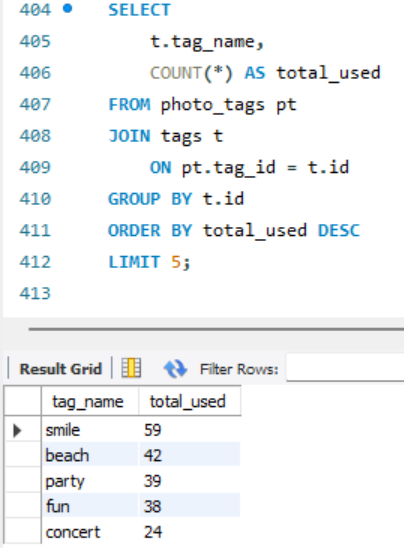 404 SELECT
405 t.tag_name,
406 COUNT(*) AS total_used
407 FROM photo_tags pt
408 JOIN tags t
409 ON pt.tag_id = t.id
410 GROUP BY t.id
411 ORDER BY total_used DESC
412 LIMIT 5;
413
Result Grid Filter Rows:
tag_name total_used
smile 59
beach 42
party 39
fun 38
concert 24